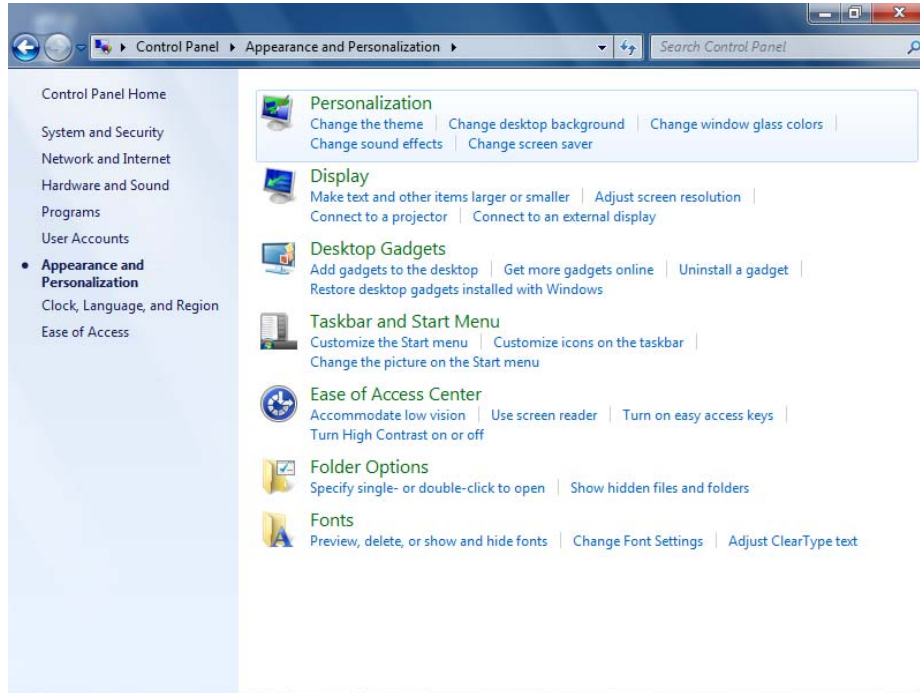 Control Panel Appearance and Personalization
Search Control Panel
Control Panel Home
System and Security
Network and Internet
Hardware and Sound
Programs
User Accounts
Appearance and
Personalization
Clock, Language, and Region
Ease of Access
Personalization
Change the theme Change desktop background Change window glass colors
Change sound effects Change screen saver
Display
Make text and other items larger or smaller Adjust screen resolution
Connect to a projector Connect to an external display
Desktop Gadgets
Add gadgets to the desktop Get more gadgets online Uninstall a gadget
Restore desktop gadgets installed with Windows
Taskbar and Start Menu
Customize the Start menu Customize icons on the taskbar
Change the picture on the Start menu
Ease of Access Center
Accommodate low vision Use screen reader Turn on easy access keys
Turn High Contrast on or off
Folder Options
Specify single- or double-click to open Show hidden files and folders
Fonts
Preview, delete, or show and hide fonts Change Font Settings Adjust ClearType text